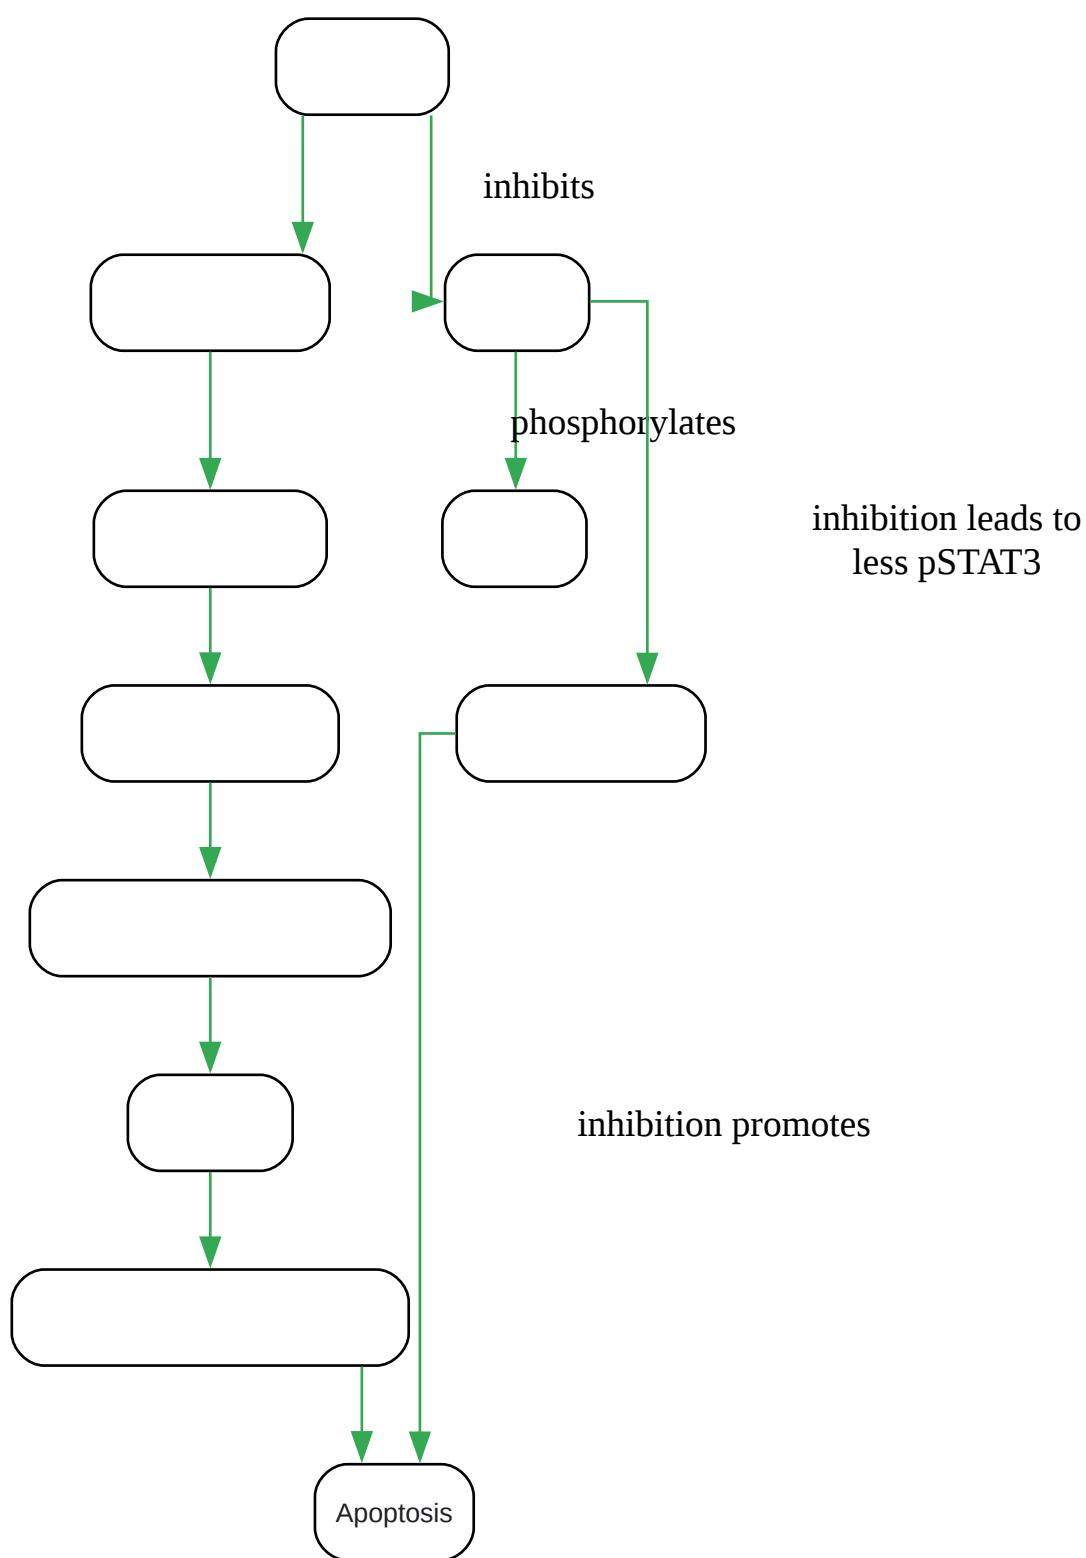 inhibits
phosphorylates
inhibition leads to
less pSTAT3
inhibition promotes
Apoptosis